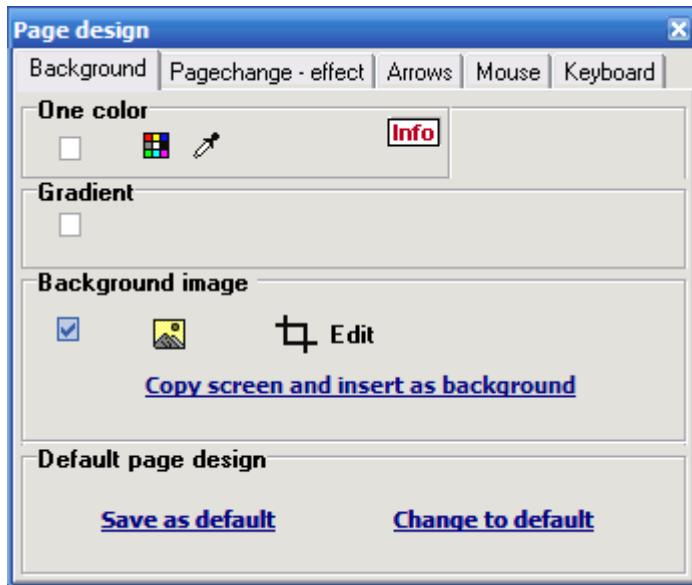 Page design
Background Pagechange - effect Arrows Mouse Keyboard
One color
Info
Gradient
Background image
Edit
Copy screen and insert as background
Default page design
Save as default Change to default